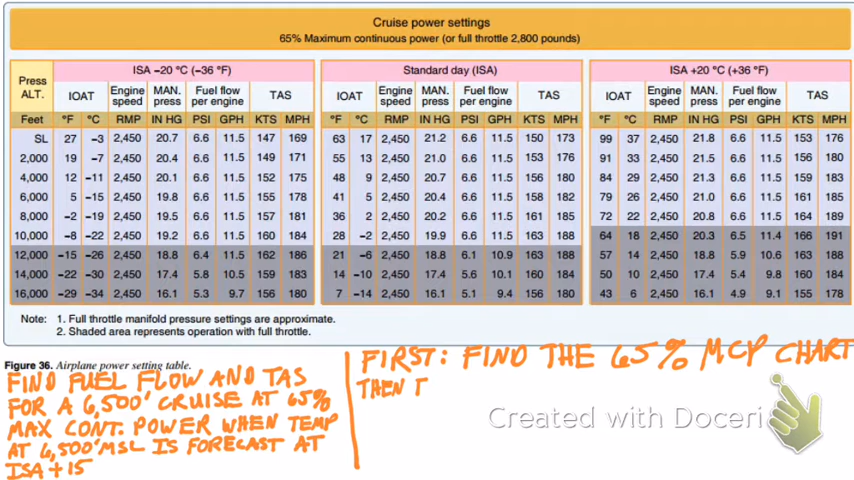 Cruise power settings
65% Maximum continuous power (or full throttle 2,800 pounds)
Press ALT. ISA −20 °C (−36 °F) Standard day (ISA) ISA +20 °C (+36 °F)
IOAT Engine speed MAN. press Fuel flow per engine TAS IOAT Engine speed MAN. press Fuel flow per engine TAS IOAT Engine speed MAN. press Fuel flow per engine TAS
Feet °F °C RMP IN HG PSI GPH KTS MPH °F °C RMP IN HG PSI GPH KTS MPH °F °C RMP IN HG PSI GPH KTS MPH
SL 27 −3 2,450 20.7 6.6 11.5 147 169 63 17 2,450 21.2 6.6 11.5 150 173 99 37 2,450 21.8 6.6 11.5 153 176
2,000 19 −7 2,450 20.4 6.6 11.5 149 171 55 13 2,450 21.0 6.6 11.5 153 176 91 33 2,450 21.5 6.6 11.5 156 180
4,000 12 −11 2,450 20.1 6.6 11.5 152 175 48 9 2,450 20.7 6.6 11.5 156 180 84 29 2,450 21.3 6.6 11.5 159 183
6,000 5 −15 2,450 19.8 6.6 11.5 155 178 41 5 2,450 20.4 6.6 11.5 158 182 79 26 2,450 21.0 6.6 11.5 161 185
8,000 −2 −19 2,450 19.5 6.6 11.5 157 181 36 2 2,450 20.2 6.6 11.5 161 185 72 22 2,450 20.8 6.6 11.5 164 189
10,000 −8 −22 2,450 19.2 6.6 11.5 160 184 28 −2 2,450 19.9 6.6 11.5 163 188 64 18 2,450 20.3 6.5 11.4 166 191
12,000 −15 −26 2,450 18.8 6.4 11.5 162 186 21 −6 2,450 18.8 6.1 10.9 163 188 57 14 2,450 18.8 5.9 10.6 163 188
14,000 −22 −30 2,450 17.4 5.8 10.5 159 183 14 −10 2,450 17.4 5.6 10.1 160 184 50 10 2,450 17.4 5.4 9.8 160 184
16,000 −29 −34 2,450 16.1 5.3 9.7 156 180 7 −14 2,450 16.1 5.1 9.4 156 180 43 6 2,450 16.1 4.9 9.1 155 178
Note: 1. Full throttle manifold pressure settings are approximate.
2. Shaded area represents operation with full throttle.
Figure 36. Airplane power setting table.
FIND FUEL FLOW AND TAS
FOR A 6,500' CRUISE AT 65%
MAX CONT. POWER WHEN TEMP
AT 6,500'MSL IS FORECAST AT
ISA+15
FIRST: FIND THE 65% MCP CHART
THEN
Created with Doceri